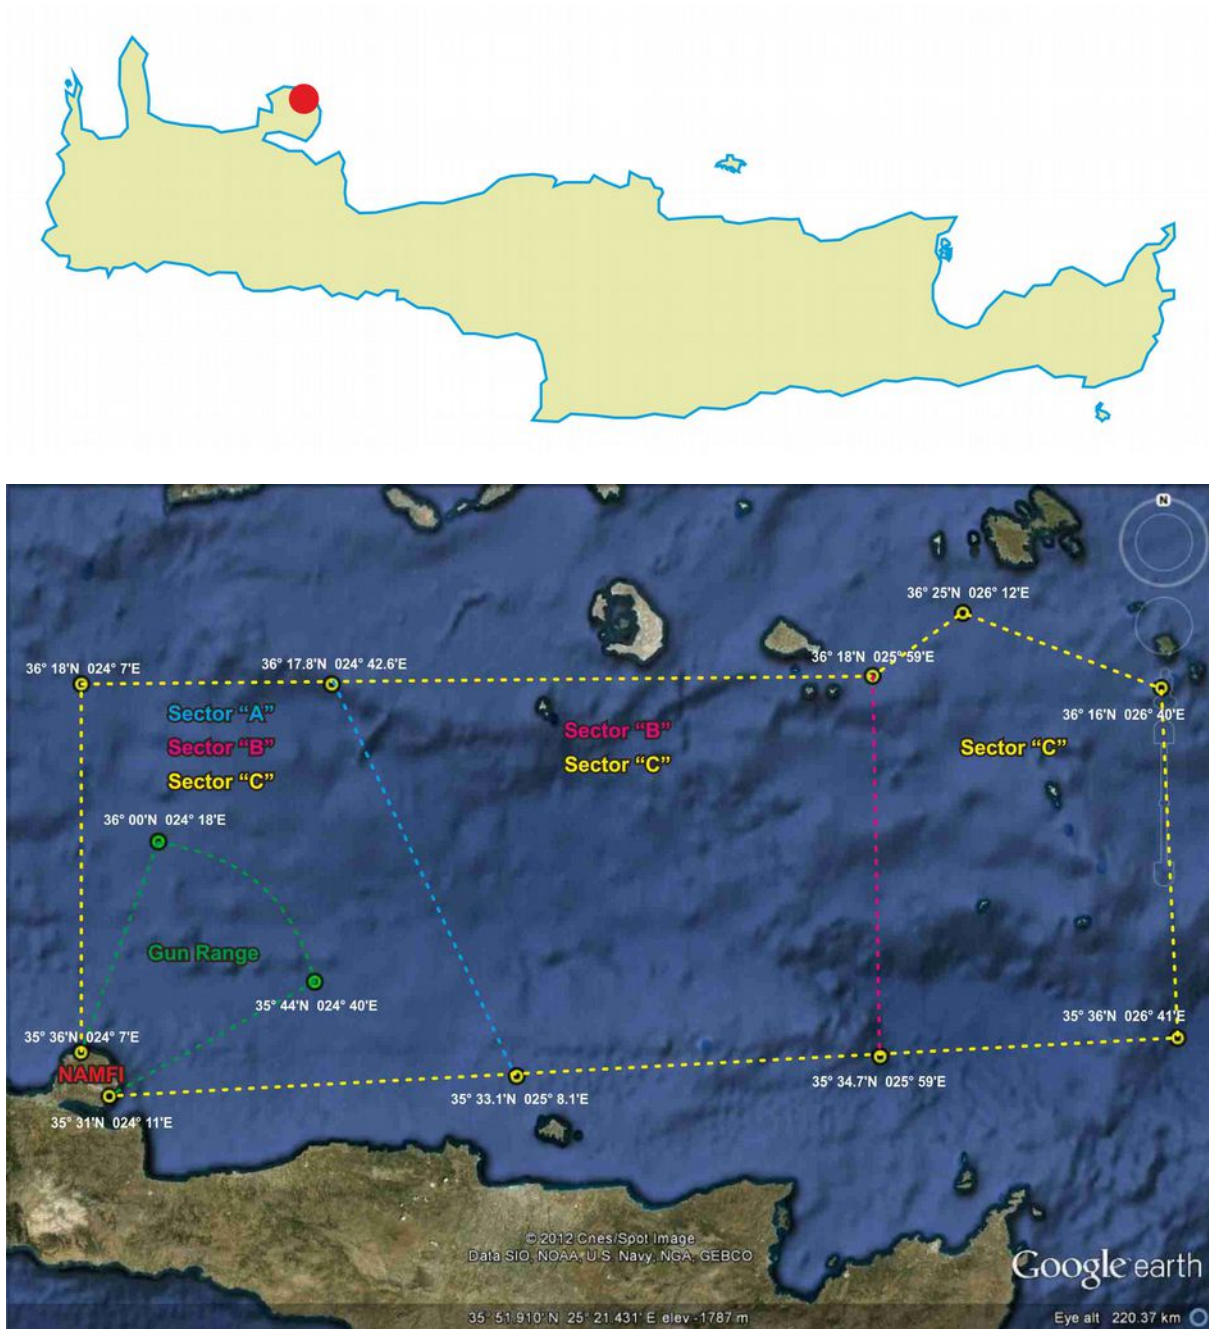 N
36° 25'N  026° 12'E
36° 18'N  024° 7'E
36° 17.8'N  024° 42.6'E
36° 18'N  025° 59'E
36° 16'N  026° 40'E
Sector “A”
Sector “B”
Sector “C”
Sector “B”
Sector “C”
Sector “C”
36° 00'N  024° 18'E
Gun Range
35° 44'N  024° 40'E
35° 36'N  024° 7'E
35° 36'N  026° 41'E
NAMFI
35° 31'N  024° 11'E
35° 33.1'N  025° 8.1'E
35° 34.7'N  025° 59'E
© 2012 Cnes/Spot Image
Data SIO, NOAA, U.S. Navy, NGA, GEBCO
Google earth
35° 51.910' N  25° 21.431' E  elev -1787 m
Eye alt  220.37 km